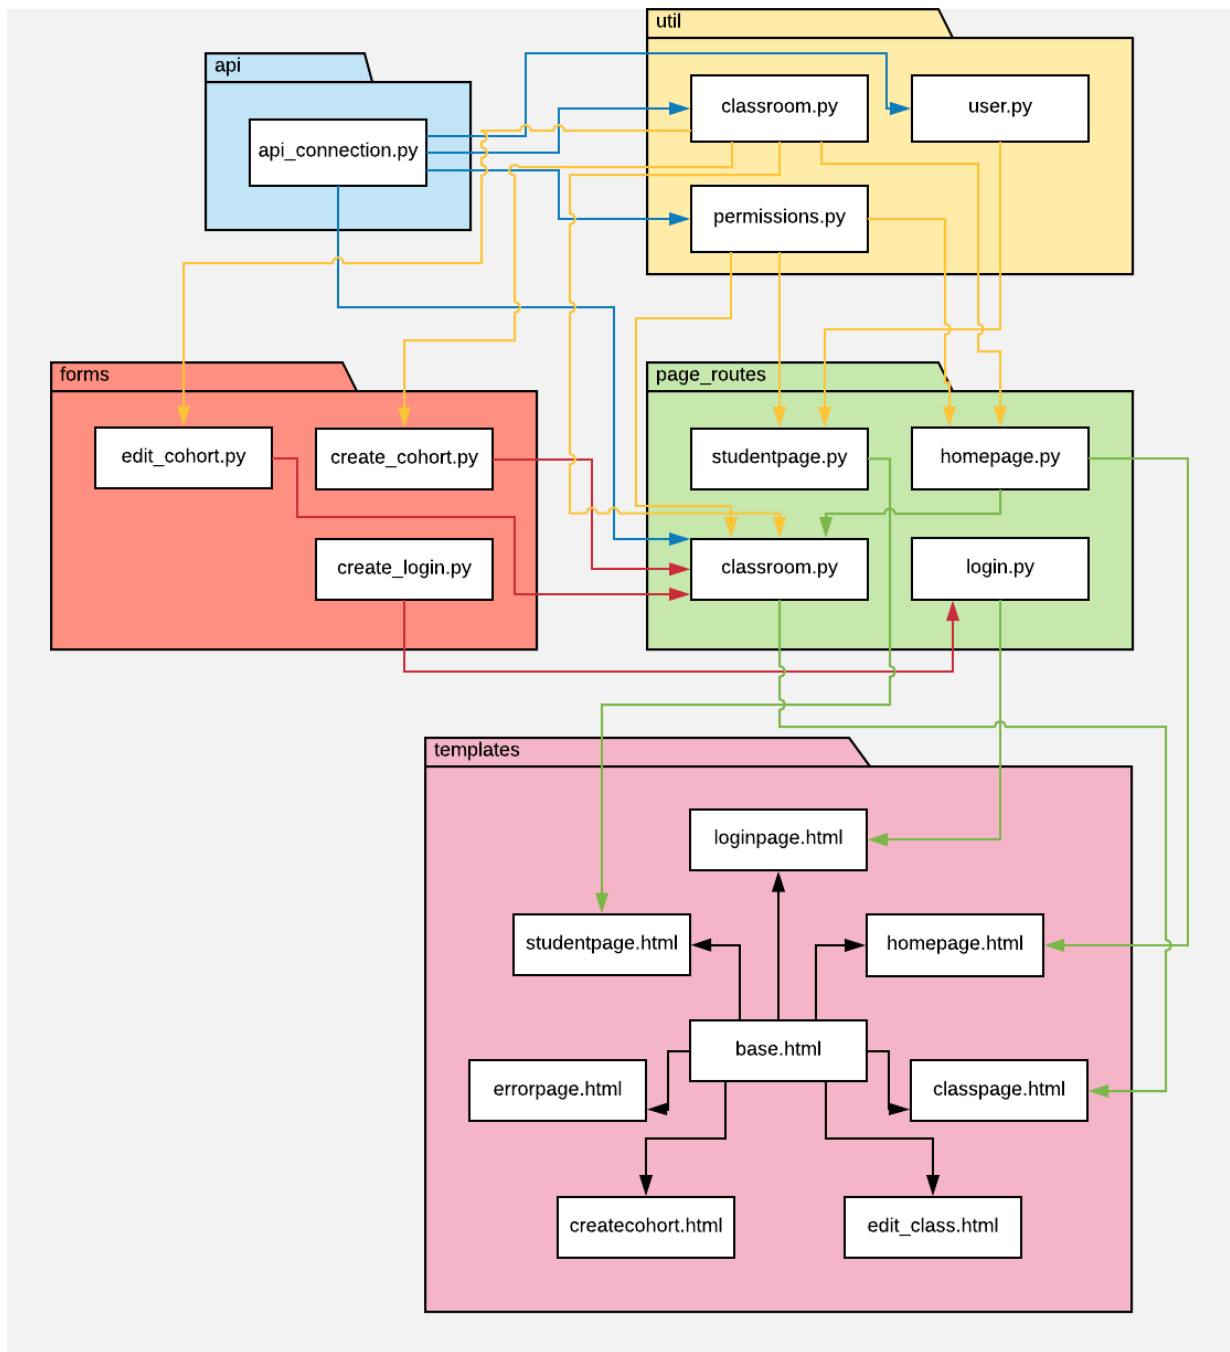 util
api
classroom.py
user.py
api_connection.py
permissions.py
forms
page_routes
edit_cohort.py
create_cohort.py
studentpage.py
homepage.py
create_login.py
classroom.py
login.py
templates
loginpage.html
studentpage.html
homepage.html
base.html
errorpage.html
classpage.html
createcohort.html
edit_class.html